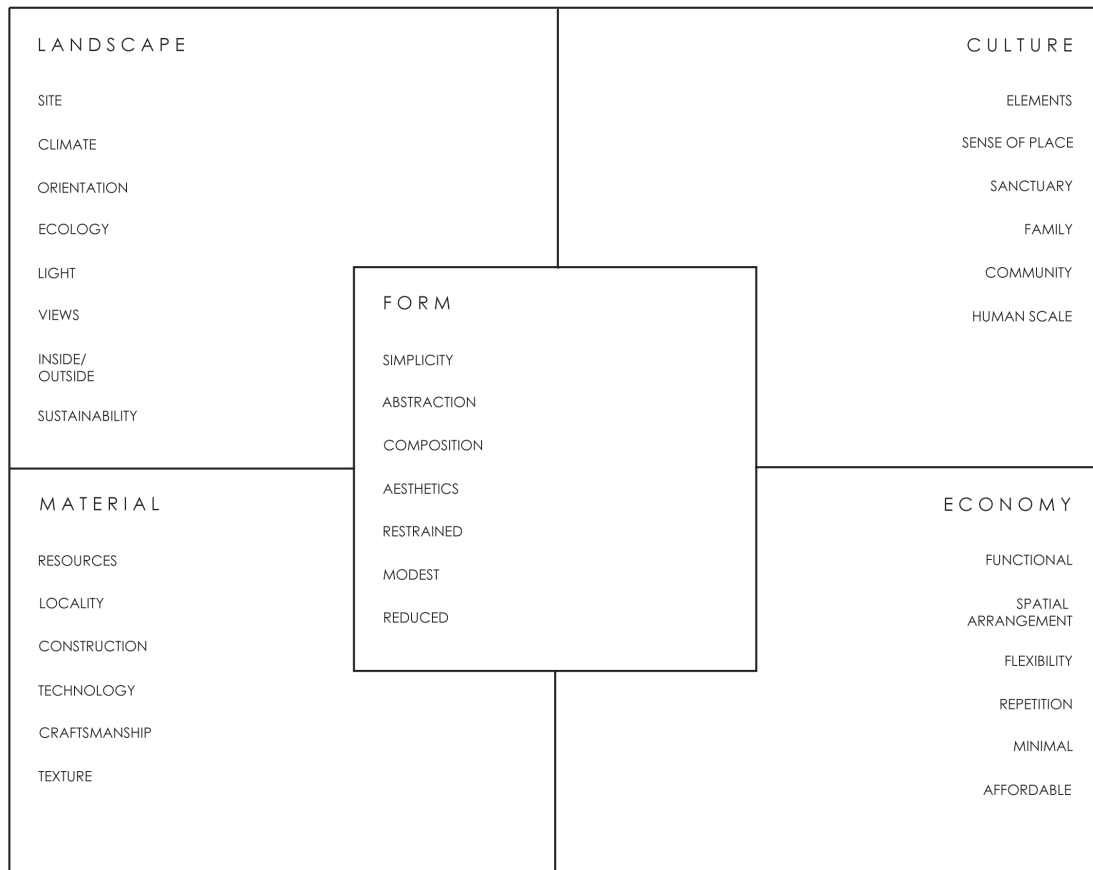 LANDSCAPE
SITE
CLIMATE
ORIENTATION
ECOLOGY
LIGHT
VIEWS
INSIDE/
OUTSIDE
SUSTAINABILITY
CULTURE
ELEMENTS
SENSE OF PLACE
SANCTUARY
FAMILY
COMMUNITY
HUMAN SCALE
FORM
SIMPLICITY
ABSTRACTION
COMPOSITION
AESTHETICS
RESTRAINED
MODEST
REDUCED
MATERIAL
RESOURCES
LOCALITY
CONSTRUCTION
TECHNOLOGY
CRAFTSMANSHIP
TEXTURE
ECONOMY
FUNCTIONAL
SPATIAL
ARRANGEMENT
FLEXIBILITY
REPETITION
MINIMAL
AFFORDABLE